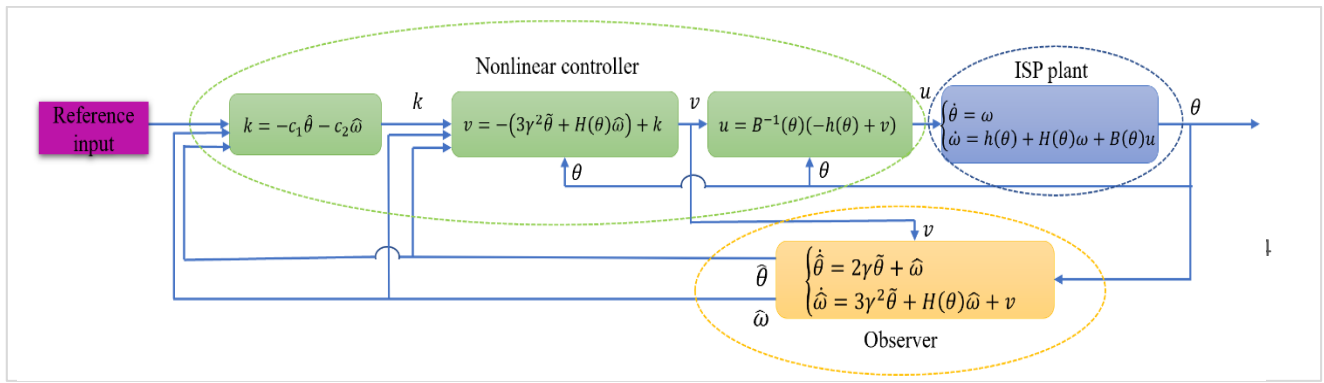 Nonlinear controller
ISP plant
Reference
input
k = −c₁θ̂ − c₂ω̂
k
v = −(3γ²θ̃ + H(θ)ω̂) + k
v
u = B⁻¹(θ)(−h(θ) + v)
u
θ̇ = ω
ω̇ = h(θ) + H(θ)ω + B(θ)u
θ
θ
θ
v
θ̂
ω̂
θ̂̇ = 2γθ̃ + ω̂
ω̂̇ = 3γ²θ̃ + H(θ)ω̂ + v
Observer